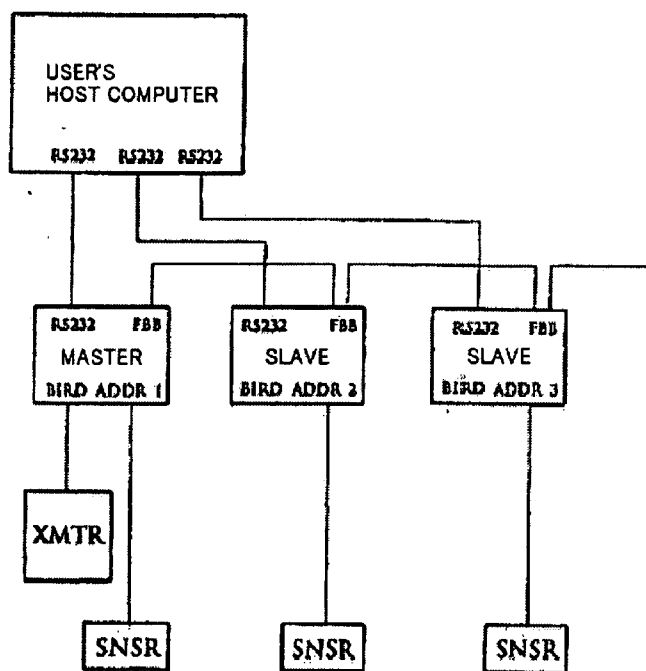 USER'S
HOST COMPUTER
RS232 RS232 RS232
RS232 FBB
MASTER
BIRD ADDR 1
RS232 FBB
SLAVE
BIRD ADDR 2
RS232 FBB
SLAVE
BIRD ADDR 3
XMTR
SNSR
SNSR
SNSR